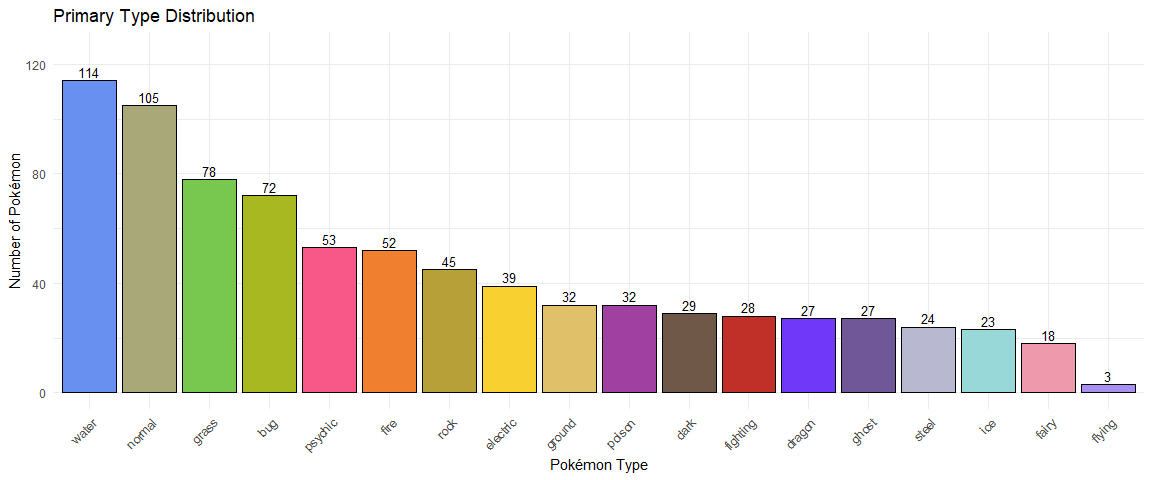 Primary Type Distribution
Number of Pokémon
120
80
40
0
114
105
78
72
53
52
45
39
32
32
29
28
27
27
24
23
18
3
water
normal
grass
bug
psychic
fire
rock
electric
ground
poison
dark
fighting
dragon
ghost
steel
ice
fairy
flying
Pokémon Type